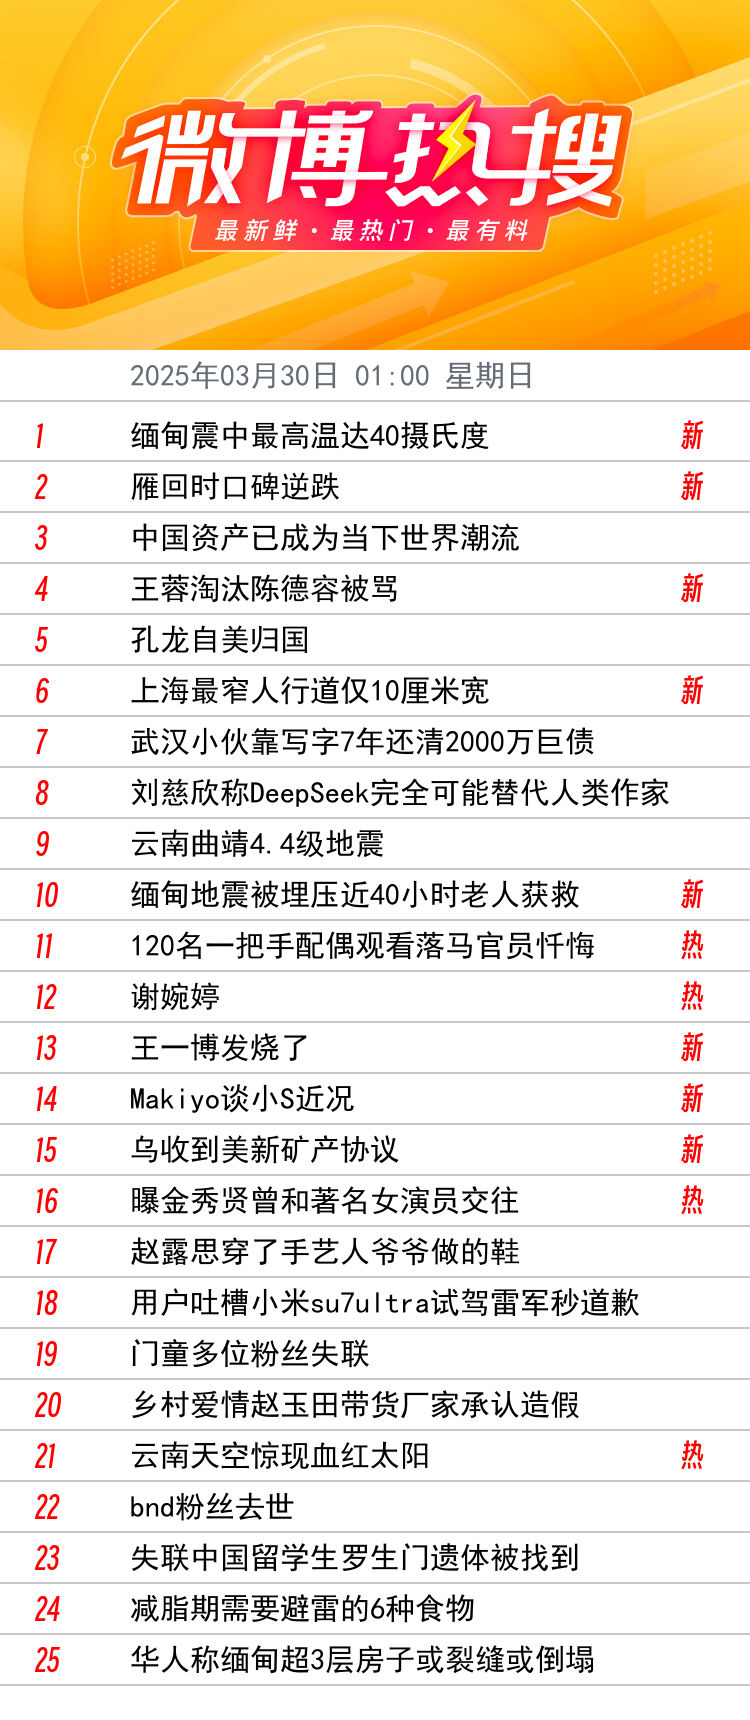 微博热搜
最新鲜·最热门·最有料
2025年03月30日 01:00 星期日
1 缅甸震中最高温达40摄氏度 新
2 雁回时口碑逆跌 新
3 中国资产已成为当下世界潮流
4 王蓉淘汰陈德容被骂 新
5 孔龙自美归国
6 上海最窄人行道仅10厘米宽 新
7 武汉小伙靠写字7年还清2000万巨债
8 刘慈欣称DeepSeek完全可能替代人类作家
9 云南曲靖4.4级地震
10 缅甸地震被埋压近40小时老人获救 新
11 120名一把手配偶观看落马官员忏悔 热
12 谢婉婷 热
13 王一博发烧了 新
14 Makiyo谈小S近况 新
15 乌收到美新矿产协议 新
16 曝金秀贤曾和著名女演员交往 热
17 赵露思穿了手艺人爷爷做的鞋
18 用户吐槽小米su7ultra试驾雷军秒道歉
19 门童多位粉丝失联
20 乡村爱情赵玉田带货厂家承认造假
21 云南天空惊现血红太阳 热
22 bnd粉丝去世
23 失联中国留学生罗生门遗体被找到
24 减脂期需要避雷的6种食物
25 华人称缅甸超3层房子或裂缝或倒塌